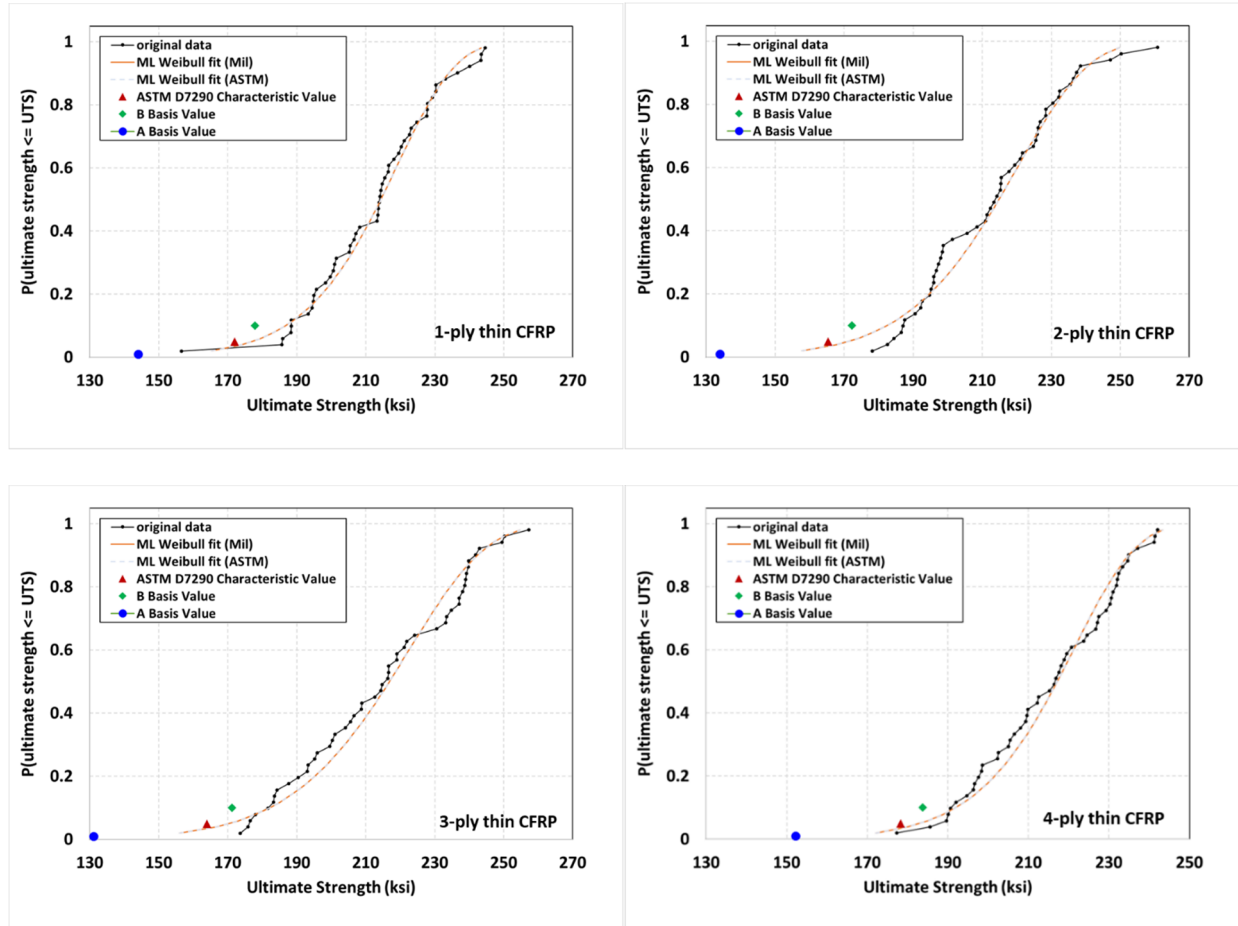 original data
ML Weibull fit (Mil)
ML Weibull fit (ASTM)
ASTM D7290 Characteristic Value
B Basis Value
A Basis Value
P(ultimate strength <= UTS)
1
0.8
0.6
0.4
0.2
0
1-ply thin CFRP
130 150 170 190 210 230 250 270
Ultimate Strength (ksi)
original data
ML Weibull fit (Mil)
ML Weibull fit (ASTM)
ASTM D7290 Characteristic Value
B Basis Value
A Basis Value
P(ultimate strength <= UTS)
1
0.8
0.6
0.4
0.2
0
2-ply thin CFRP
130 150 170 190 210 230 250 270
Ultimate Strength (ksi)
original data
ML Weibull fit (Mil)
ML Weibull fit (ASTM)
ASTM D7290 Characteristic Value
B Basis Value
A Basis Value
P(ultimate strength <= UTS)
1
0.8
0.6
0.4
0.2
0
3-ply thin CFRP
130 150 170 190 210 230 250 270
Ultimate Strength (ksi)
original data
ML Weibull fit (Mil)
ML Weibull fit (ASTM)
ASTM D7290 Characteristic Value
B Basis Value
A Basis Value
P(ultimate strength <= UTS)
1
0.8
0.6
0.4
0.2
0
4-ply thin CFRP
130 150 170 190 210 230 250
Ultimate Strength (ksi)